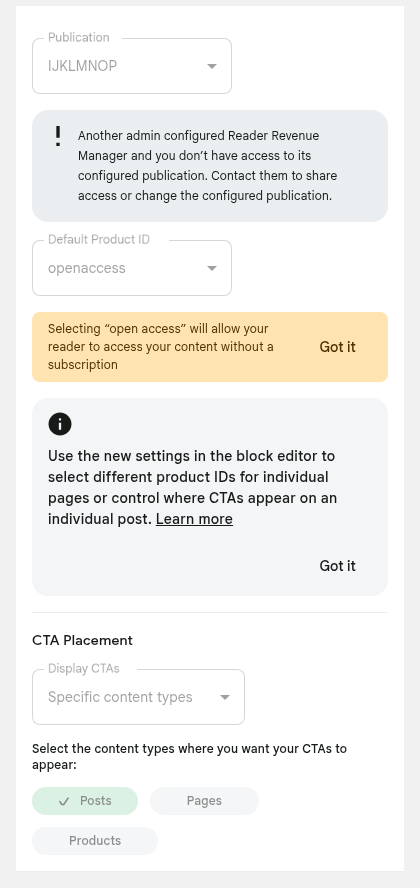 Publication
IJKLMNOP
Another admin configured Reader Revenue
Manager and you don’t have access to its
configured publication. Contact them to share
access or change the configured publication.
Default Product ID
openaccess
Selecting “open access” will allow your
reader to access your content without a
subscription
Got it
Use the new settings in the block editor to
select different product IDs for individual
pages or control where CTAs appear on an
individual post. Learn more
Got it
CTA Placement
Display CTAs
Specific content types
Select the content types where you want your CTAs to
appear:
Posts
Pages
Products